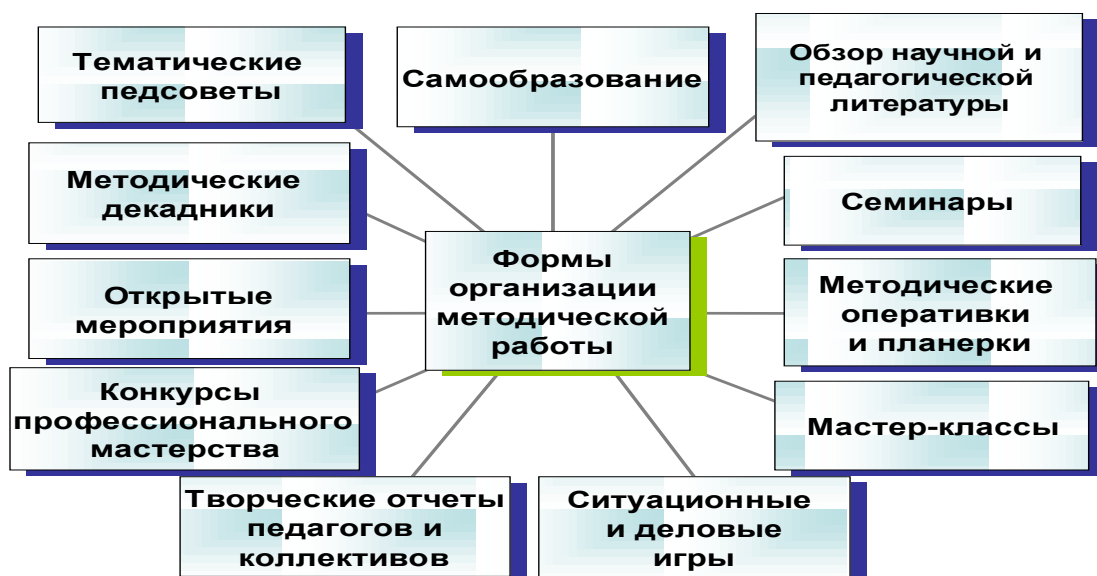 Тематические
педсоветы
Самообразование
Обзор научной и
педагогической
литературы
Методические
декадники
Семинары
Формы
организации
методической
работы
Открытые
мероприятия
Методические
оперативки
и планерки
Конкурсы
профессионального
мастерства
Мастер-классы
Творческие отчеты
педагогов и
коллективов
Ситуационные
и деловые
игры